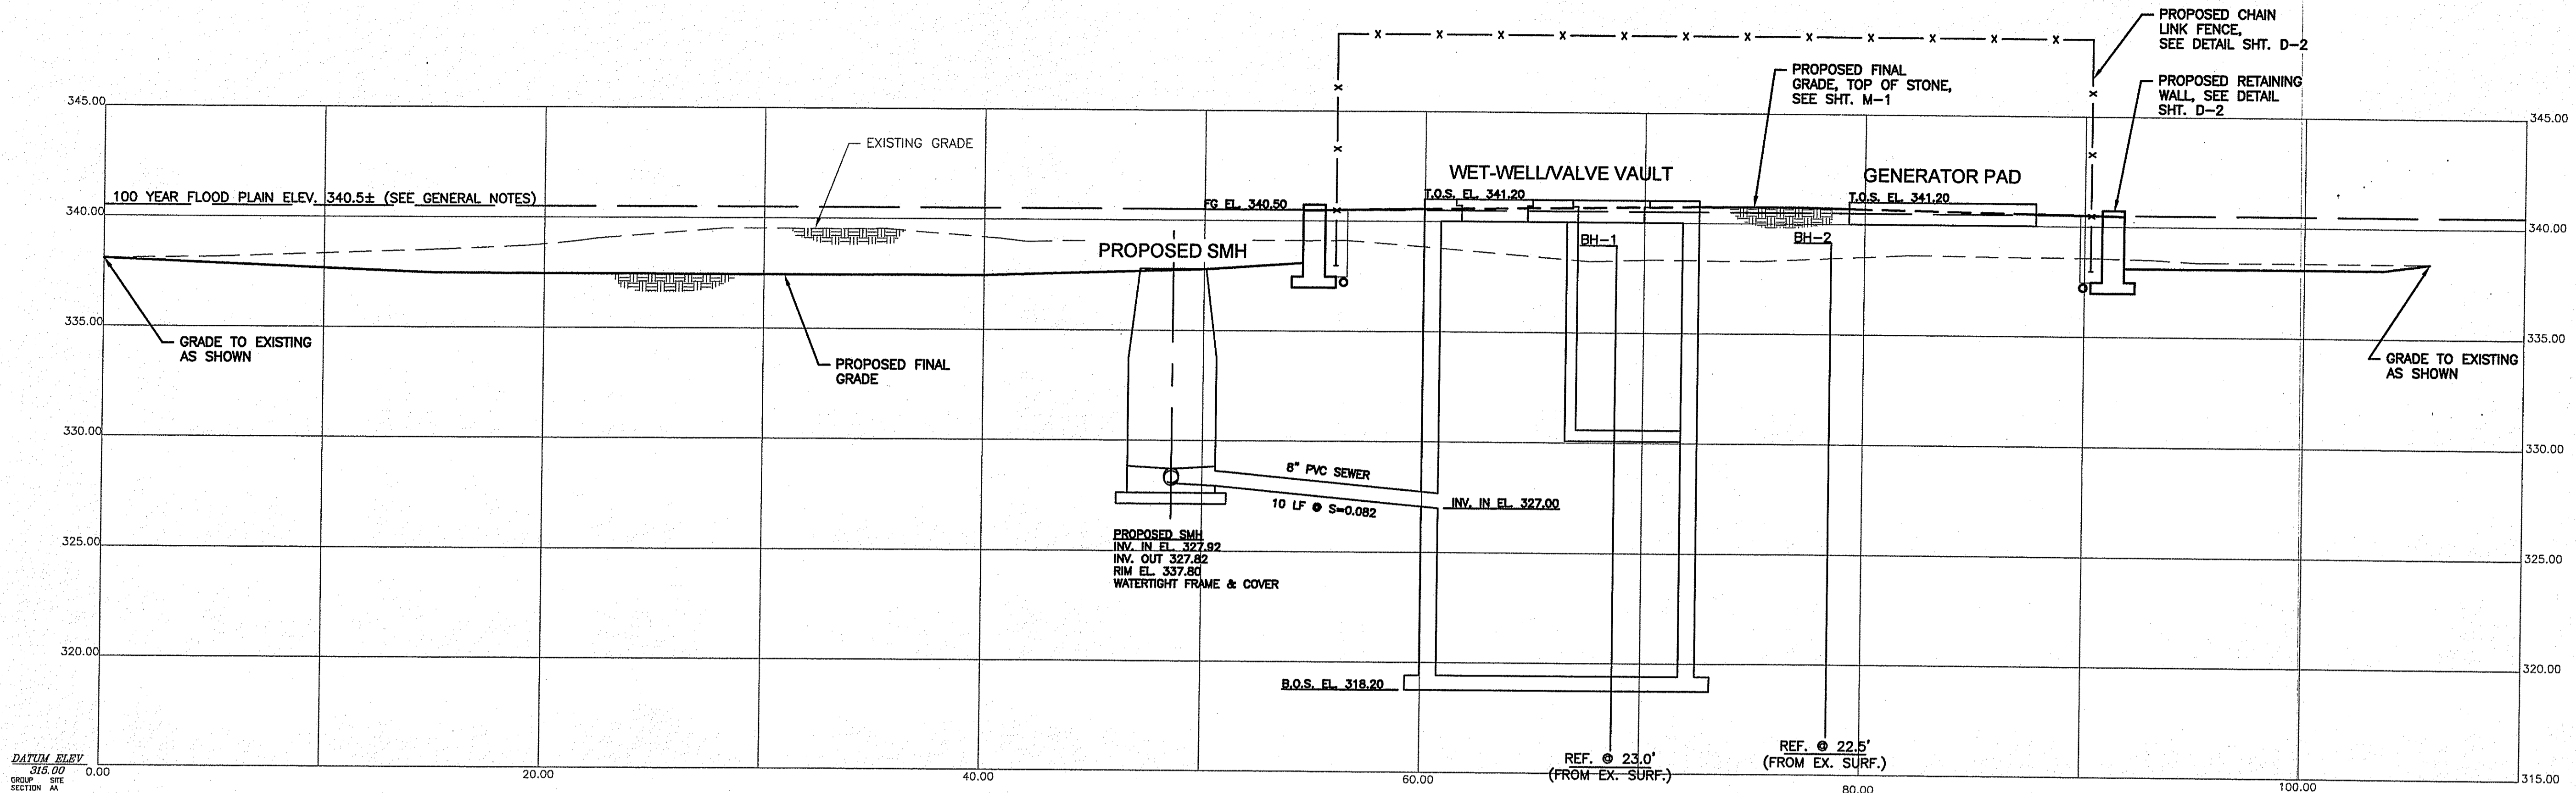 PROPOSED CHAIN
LINK FENCE,
SEE DETAIL SHT. D-2
PROPOSED FINAL
GRADE, TOP OF STONE,
SEE SHT. M-1
PROPOSED RETAINING
WALL, SEE DETAIL
SHT. D-2
345.00
345.00
EXISTING GRADE
WET-WELL/VALVE VAULT
GENERATOR PAD
100 YEAR FLOOD PLAIN ELEV. 340.5± (SEE GENERAL NOTES)
FG EL 340.50
T.O.S. EL. 341.20
T.O.S. EL. 341.20
340.00
340.00
PROPOSED SMH
BH-1
BH-2
335.00
335.00
GRADE TO EXISTING
AS SHOWN
PROPOSED FINAL
GRADE
GRADE TO EXISTING
AS SHOWN
330.00
330.00
8" PVC SEWER
10 LF @ S=0.082
INV. IN EL. 327.00
PROPOSED SMH
INV. IN EL. 327.92
INV. OUT 327.82
RIM EL. 337.80
WATERTIGHT FRAME & COVER
325.00
325.00
320.00
320.00
B.O.S. EL. 318.20
REF. @ 23.0'
(FROM EX. SURF.)
REF. @ 22.5'
(FROM EX. SURF.)
DATUM ELEV
315.00
GROUP SITE
SECTION AA
0.00
20.00
40.00
60.00
80.00
100.00
315.00